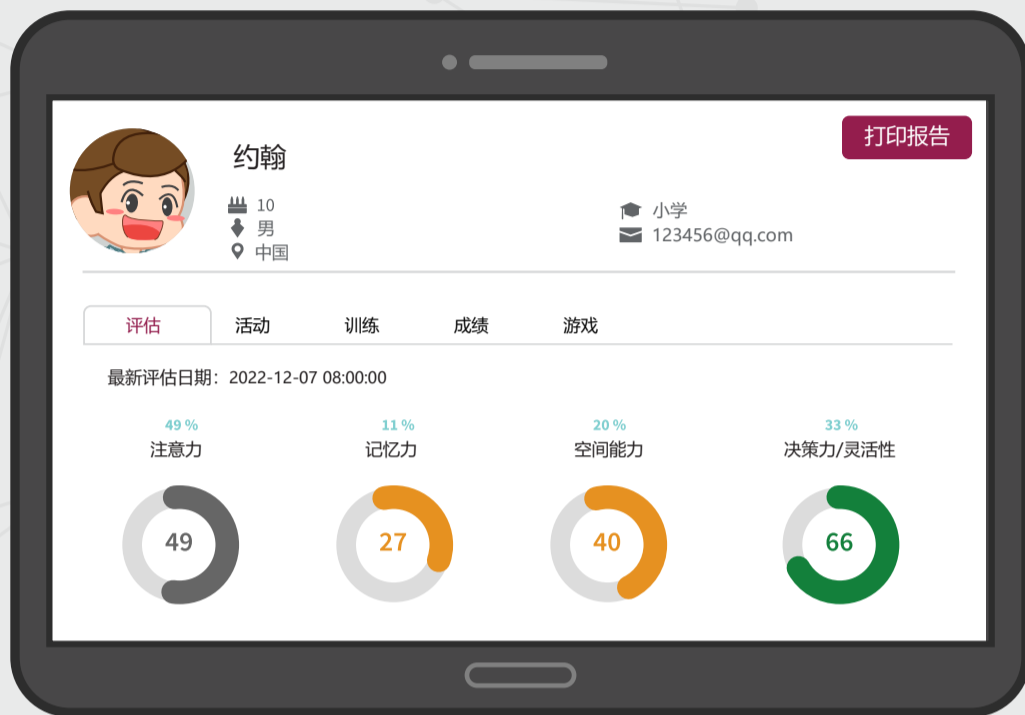 打印报告
约翰
10
男
中国
小学
123456@qq.com
评估 活动 训练 成绩 游戏
最新评估日期：2022-12-07 08:00:00
49 % 11 % 20 % 33 %
注意力 记忆力 空间能力 决策力/灵活性
49 27 40 66